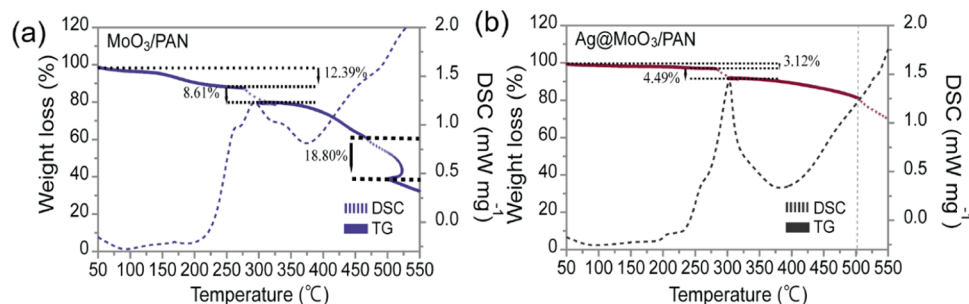 (a)
MoO₃/PAN
12.39%
8.61%
18.80%
DSC
TG
Weight loss (%)
0
20
40
60
80
100
120
DSC (mW mg⁻¹)
0.0
0.5
1.0
1.5
2.0
50 100 150 200 250 300 350 400 450 500 550
Temperature (℃)
(b)
Ag@MoO₃/PAN
3.12%
4.49%
DSC
TG
Weight loss (%)
0
20
40
60
80
100
120
DSC (mW mg⁻¹)
0.0
0.5
1.0
1.5
2.0
50 100 150 200 250 300 350 400 450 500 550
Temperature (℃)